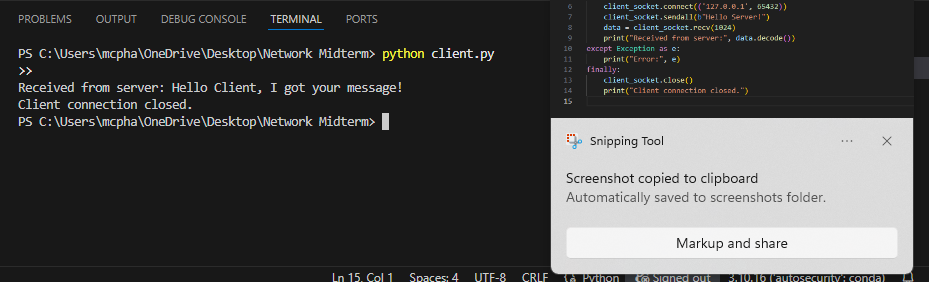 PROBLEMS OUTPUT DEBUG CONSOLE TERMINAL PORTS
PS C:\Users\mcpha\OneDrive\Desktop\Network Midterm> python client.py
>>
Received from server: Hello Client, I got your message!
Client connection closed.
PS C:\Users\mcpha\OneDrive\Desktop\Network Midterm>
6 client_socket.connect(('127.0.0.1', 65432))
7 client_socket.sendall(b"Hello Server!")
8 data = client_socket.recv(1024)
9 print("Received from server:", data.decode())
10 except Exception as e:
11 print("Error:", e)
12 finally:
13 client_socket.close()
14 print("Client connection closed.")
15
Snipping Tool
Screenshot copied to clipboard
Automatically saved to screenshots folder.
Markup and share
Ln 15, Col 1 Spaces: 4 UTF-8 CRLF Python Signed out 3.10.16 ('autosecurity': conda)